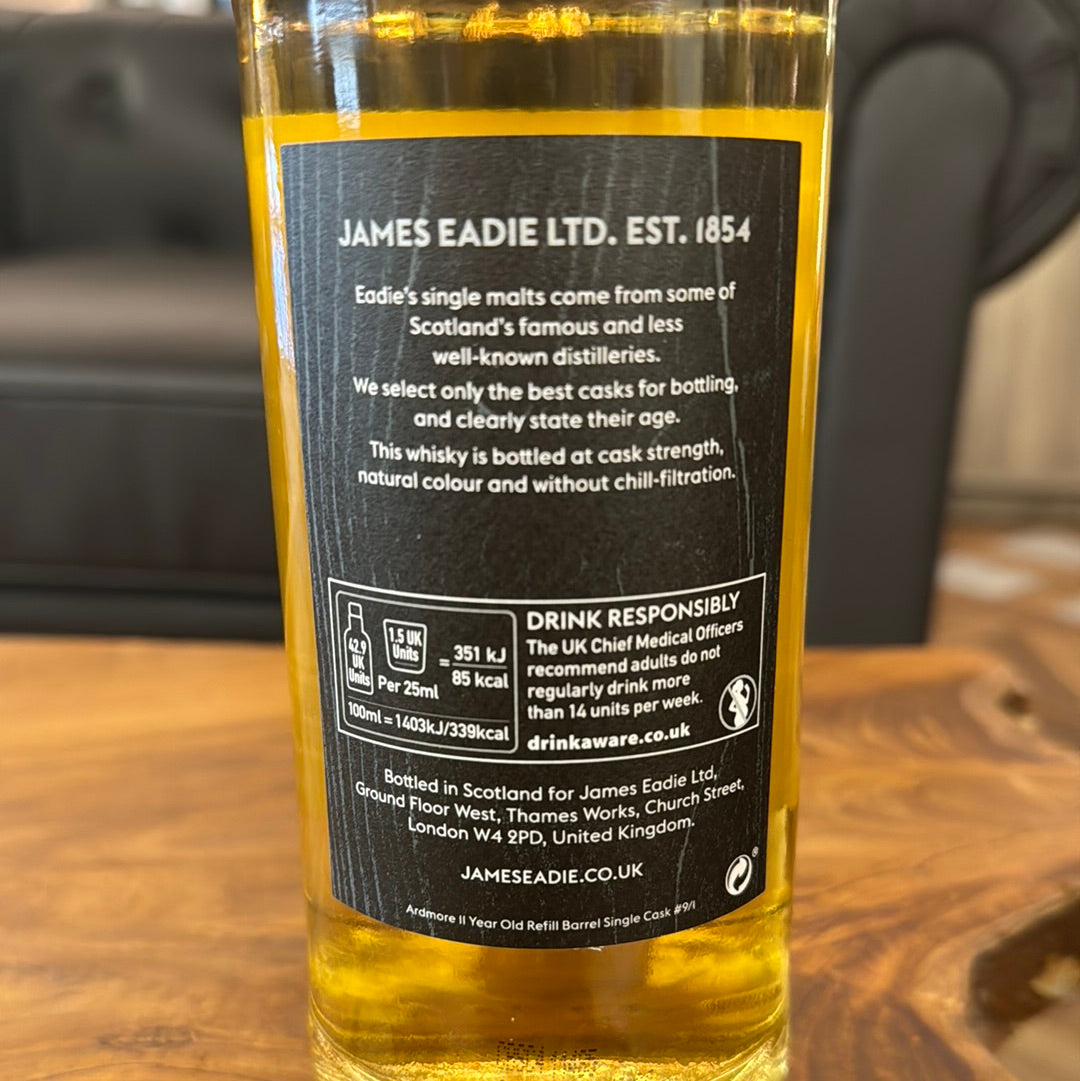 JAMES EADIE LTD. EST. 1854
Eadie's single malts come from some of
Scotland's famous and less
well-known distilleries.
We select only the best casks for bottling,
and clearly state their age.
This whisky is bottled at cask strength,
natural colour and without chill-filtration.
42.9
UK
Units
1.5 UK
Units
Per 25ml
= 351 kJ
85 kcal
100ml = 1403kJ/339kcal
DRINK RESPONSIBLY
The UK Chief Medical Officers
recommend adults do not
regularly drink more
than 14 units per week.
drinkaware.co.uk
Bottled in Scotland for James Eadie Ltd,
Ground Floor West, Thames Works, Church Street,
London W4 2PD, United Kingdom.
JAMESEADIE.CO.UK
®
Ardmore 11 Year Old Refill Barrel Single Cask #9/1